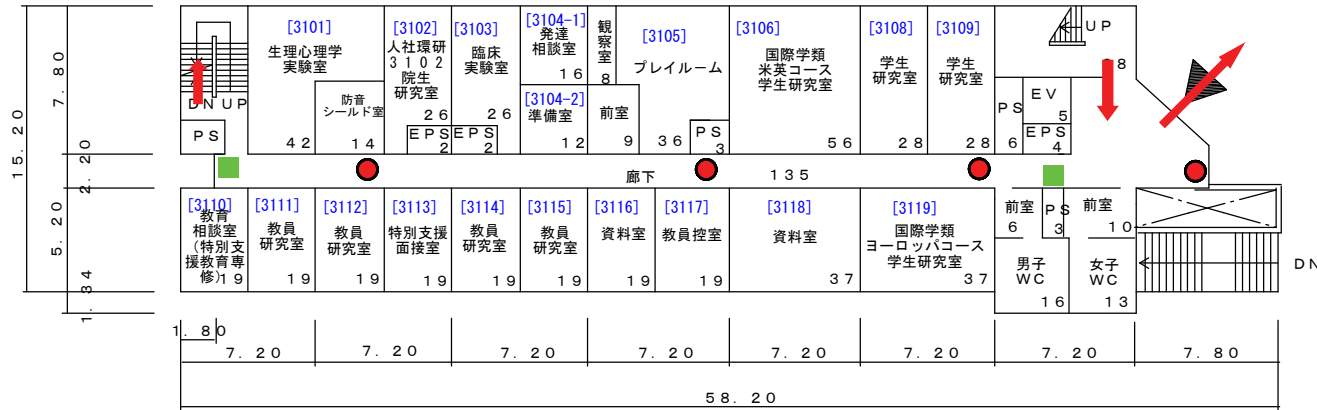 [3101]
生理心理学
実験室
42
防音
シールド室
14
[3102]
人社環研
3102
院生
研究室
26
EPS
2
[3103]
臨床
実験室
26
EPS
2
[3104-1]
発達
相談室
16
[3104-2]
準備室
12
観
察
室
8
前室
9
[3105]
プレイルーム
36
PS
3
[3106]
国際学類
米英コース
学生研究室
56
[3108]
学生
研究室
28
[3109]
学生
研究室
28
UP
PS
6
EV
5
EPS
4
DN UP
PS
廊下
135
[3110]
教育
相談室
(特別支
援教育専
修)
19
[3111]
教員
研究室
19
[3112]
教員
研究室
19
[3113]
特別支援
面接室
19
[3114]
教員
研究室
19
[3115]
教員
研究室
19
[3116]
資料室
19
[3117]
教員控室
19
[3118]
資料室
37
[3119]
国際学類
ヨーロッパコース
学生研究室
37
前室
6
PS
3
前室
10
男子
WC
16
女子
WC
13
DN
15.20
7.80
2.20
5.20
1.34
1.80
7.20
7.20
7.20
7.20
7.20
7.20
7.20
7.80
58.20